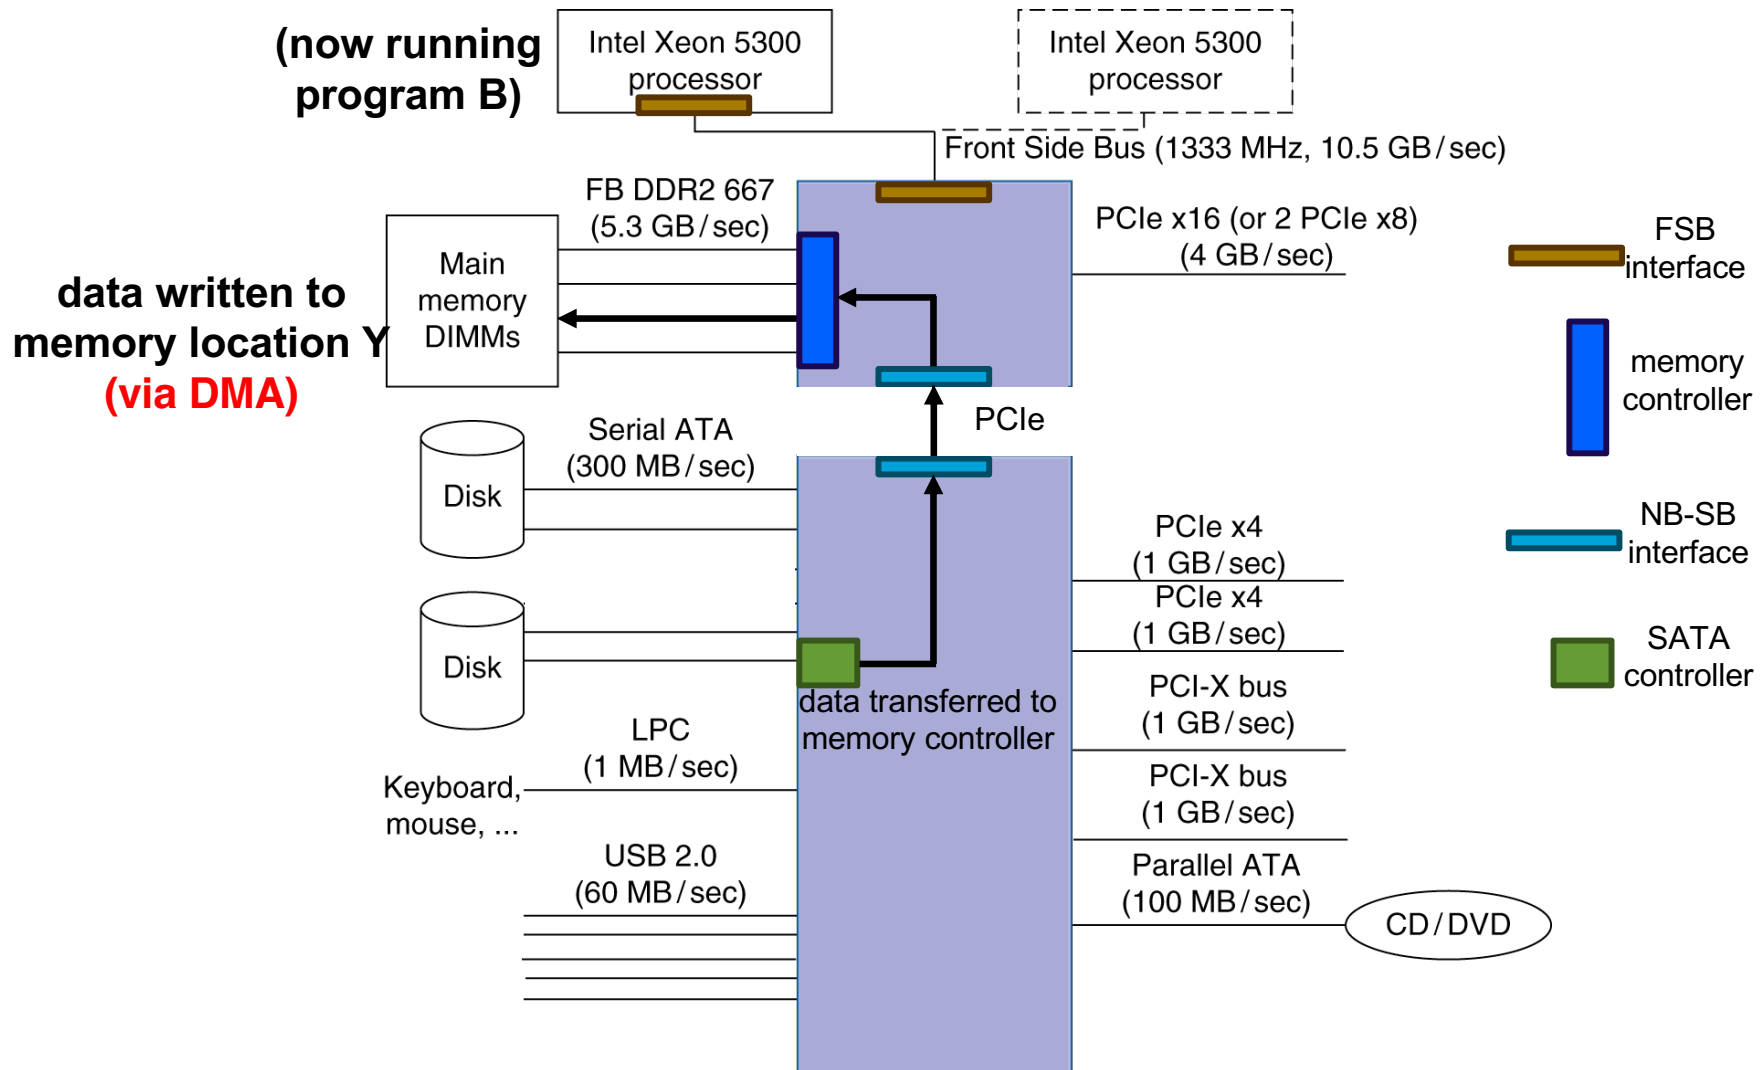 (now running
program B)
Intel Xeon 5300
processor
Intel Xeon 5300
processor
Front Side Bus (1333 MHz, 10.5 GB/sec)
FB DDR2 667
(5.3 GB/sec)
Main
memory
DIMMs
data written to
memory location Y
(via DMA)
PCIe x16 (or 2 PCIe x8)
(4 GB/sec)
FSB
interface
memory
controller
NB-SB
interface
SATA
controller
PCIe
Serial ATA
(300 MB/sec)
Disk
Disk
PCIe x4
(1 GB/sec)
PCIe x4
(1 GB/sec)
data transferred to
memory controller
PCI-X bus
(1 GB/sec)
LPC
(1 MB/sec)
Keyboard,
mouse, ...
PCI-X bus
(1 GB/sec)
USB 2.0
(60 MB/sec)
Parallel ATA
(100 MB/sec)
CD/DVD